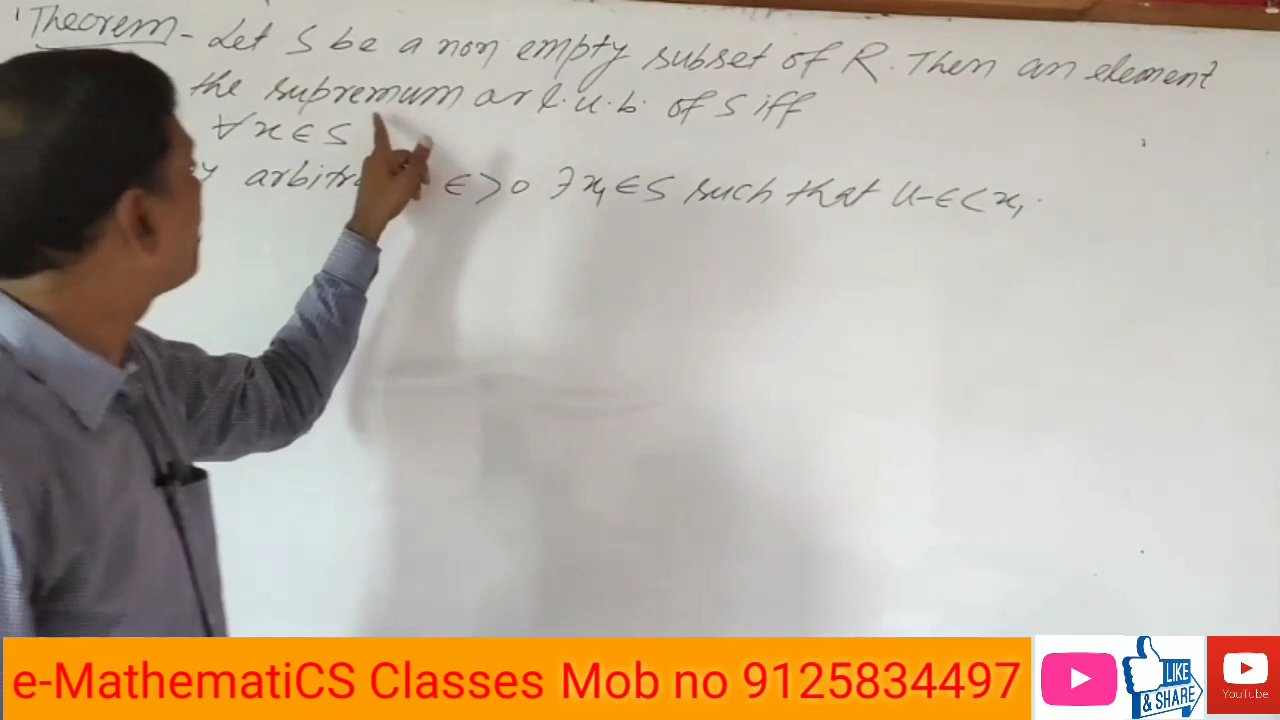 Theorem - Let S be a non empty subset of R. Then an element
the supremum or l.u.b. of S iff
∀ x ∈ S
arbitra ∈ > 0 ∃ x₁ ∈ S such that u-∈ < x₁.
e-MathematiCS Classes Mob no 9125834497
LIKE
& SHARE
YouTube